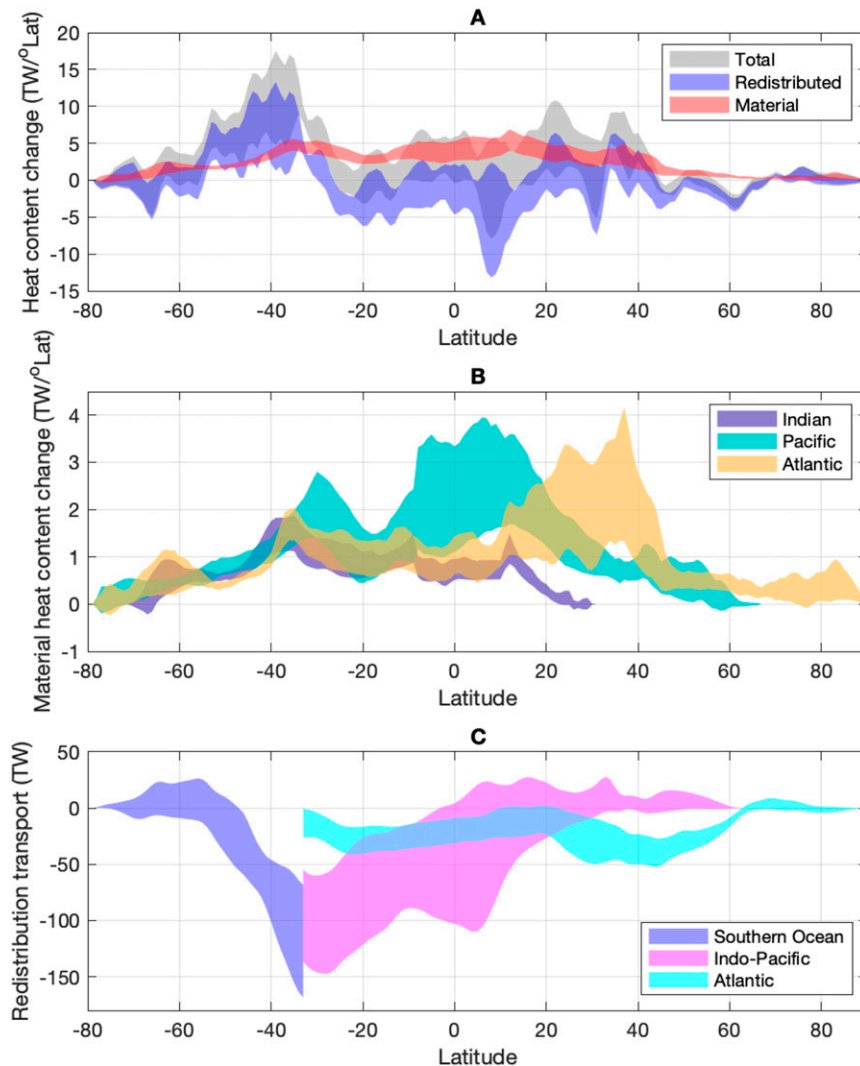 A
Heat content change (TW/°Lat)
20
15
10
5
0
-5
-10
-15
Total
Redistributed
Material
-80 -60 -40 -20 0 20 40 60 80
Latitude
B
Material heat content change (TW/°Lat)
4
3
2
1
0
-1
Indian
Pacific
Atlantic
-80 -60 -40 -20 0 20 40 60 80
Latitude
C
Redistribution transport (TW)
50
0
-50
-100
-150
Southern Ocean
Indo-Pacific
Atlantic
-80 -60 -40 -20 0 20 40 60 80
Latitude